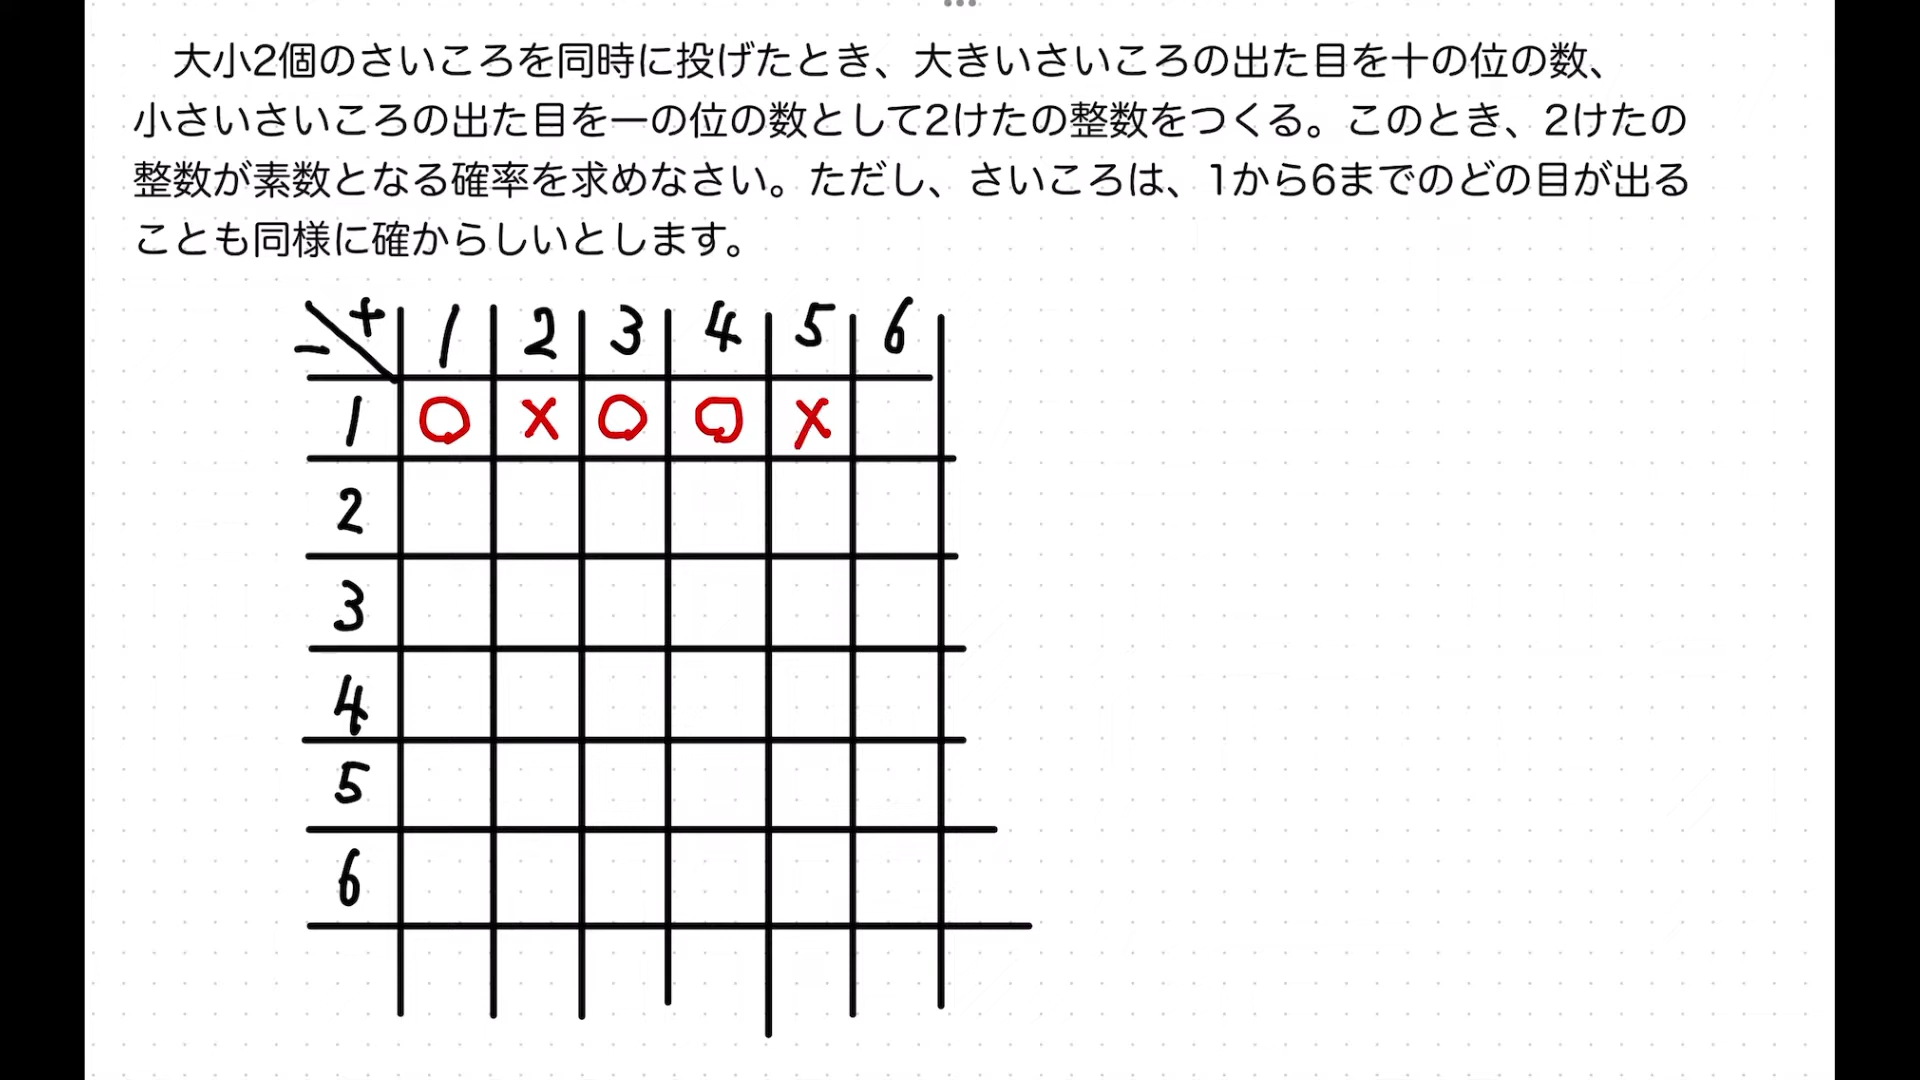 大小2個のさいころを同時に投げたとき、大きいさいころの出た目を十の位の数、
小さいさいころの出た目を一の位の数として2けたの整数をつくる。このとき、2けたの
整数が素数となる確率を求めなさい。ただし、さいころは、1から6までのどの目が出る
ことも同様に確からしいとします。
一\十 1 2 3 4 5 6
1 ○ × ○ ○ ×
2
3
4
5
6